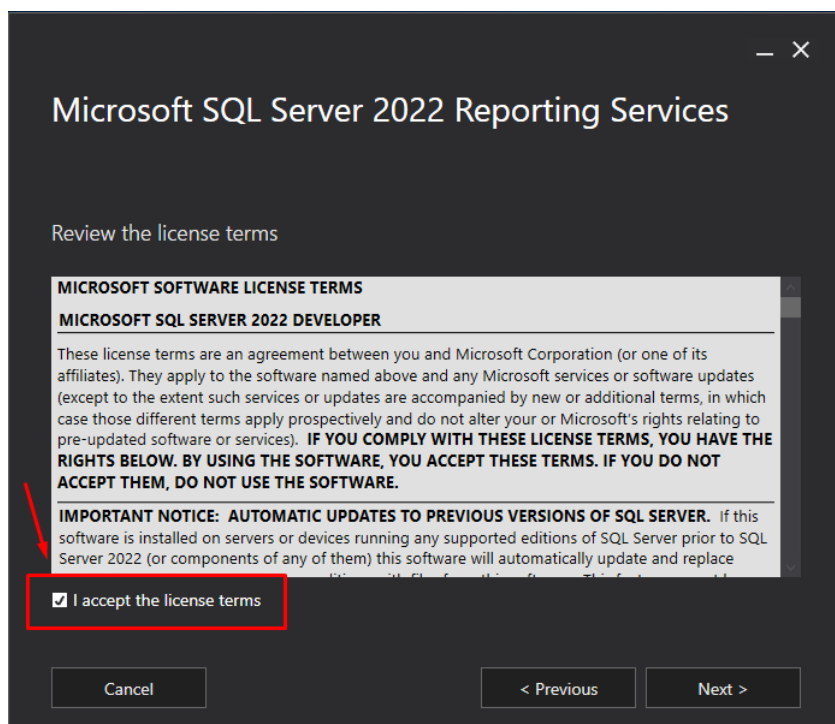 Microsoft SQL Server 2022 Reporting Services
Review the license terms
MICROSOFT SOFTWARE LICENSE TERMS
MICROSOFT SQL SERVER 2022 DEVELOPER
These license terms are an agreement between you and Microsoft Corporation (or one of its
affiliates). They apply to the software named above and any Microsoft services or software updates
(except to the extent such services or updates are accompanied by new or additional terms, in which
case those different terms apply prospectively and do not alter your or Microsoft's rights relating to
pre-updated software or services). IF YOU COMPLY WITH THESE LICENSE TERMS, YOU HAVE THE
RIGHTS BELOW. BY USING THE SOFTWARE, YOU ACCEPT THESE TERMS. IF YOU DO NOT
ACCEPT THEM, DO NOT USE THE SOFTWARE.
IMPORTANT NOTICE: AUTOMATIC UPDATES TO PREVIOUS VERSIONS OF SQL SERVER. If this
software is installed on servers or devices running any supported editions of SQL Server prior to SQL
Server 2022 (or components of any of them) this software will automatically update and replace
I accept the license terms
Cancel
< Previous
Next >